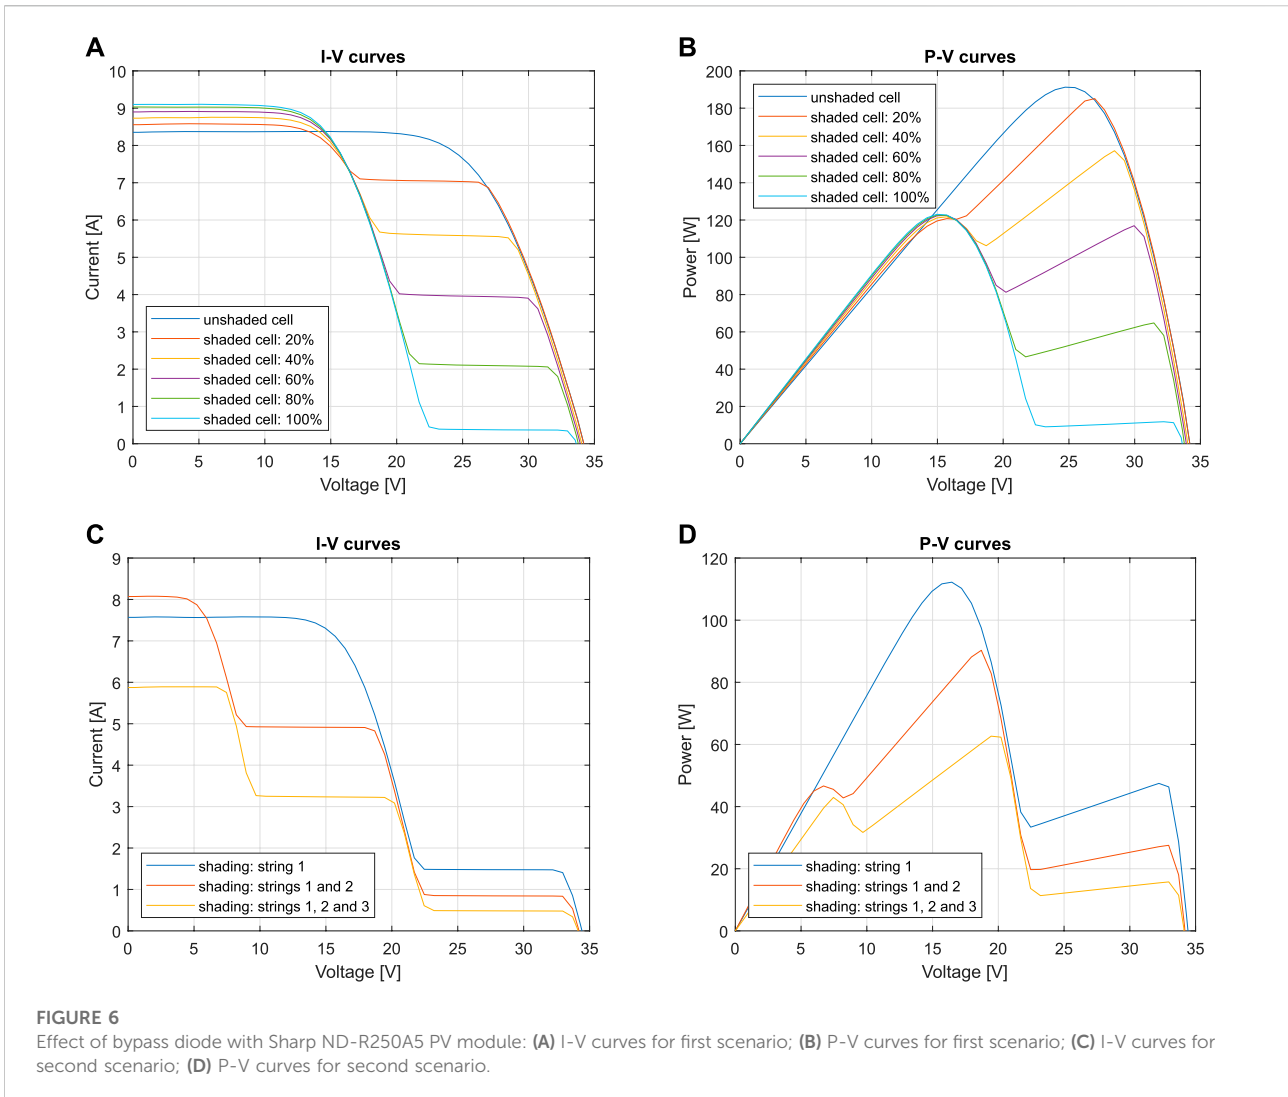 A
I-V curves
10
9
8
7
6
5
4
3
2
1
0
Current [A]
unshaded cell
shaded cell: 20%
shaded cell: 40%
shaded cell: 60%
shaded cell: 80%
shaded cell: 100%
0 5 10 15 20 25 30 35
Voltage [V]
B
P-V curves
200
180
160
140
120
100
80
60
40
20
0
Power [W]
unshaded cell
shaded cell: 20%
shaded cell: 40%
shaded cell: 60%
shaded cell: 80%
shaded cell: 100%
0 5 10 15 20 25 30 35
Voltage [V]
C
I-V curves
9
8
7
6
5
4
3
2
1
0
Current [A]
shading: string 1
shading: strings 1 and 2
shading: strings 1, 2 and 3
0 5 10 15 20 25 30 35
Voltage [V]
D
P-V curves
120
100
80
60
40
20
0
Power [W]
shading: string 1
shading: strings 1 and 2
shading: strings 1, 2 and 3
0 5 10 15 20 25 30 35
Voltage [V]
FIGURE 6
Effect of bypass diode with Sharp ND-R250A5 PV module: (A) I-V curves for first scenario; (B) P-V curves for first scenario; (C) I-V curves for
second scenario; (D) P-V curves for second scenario.